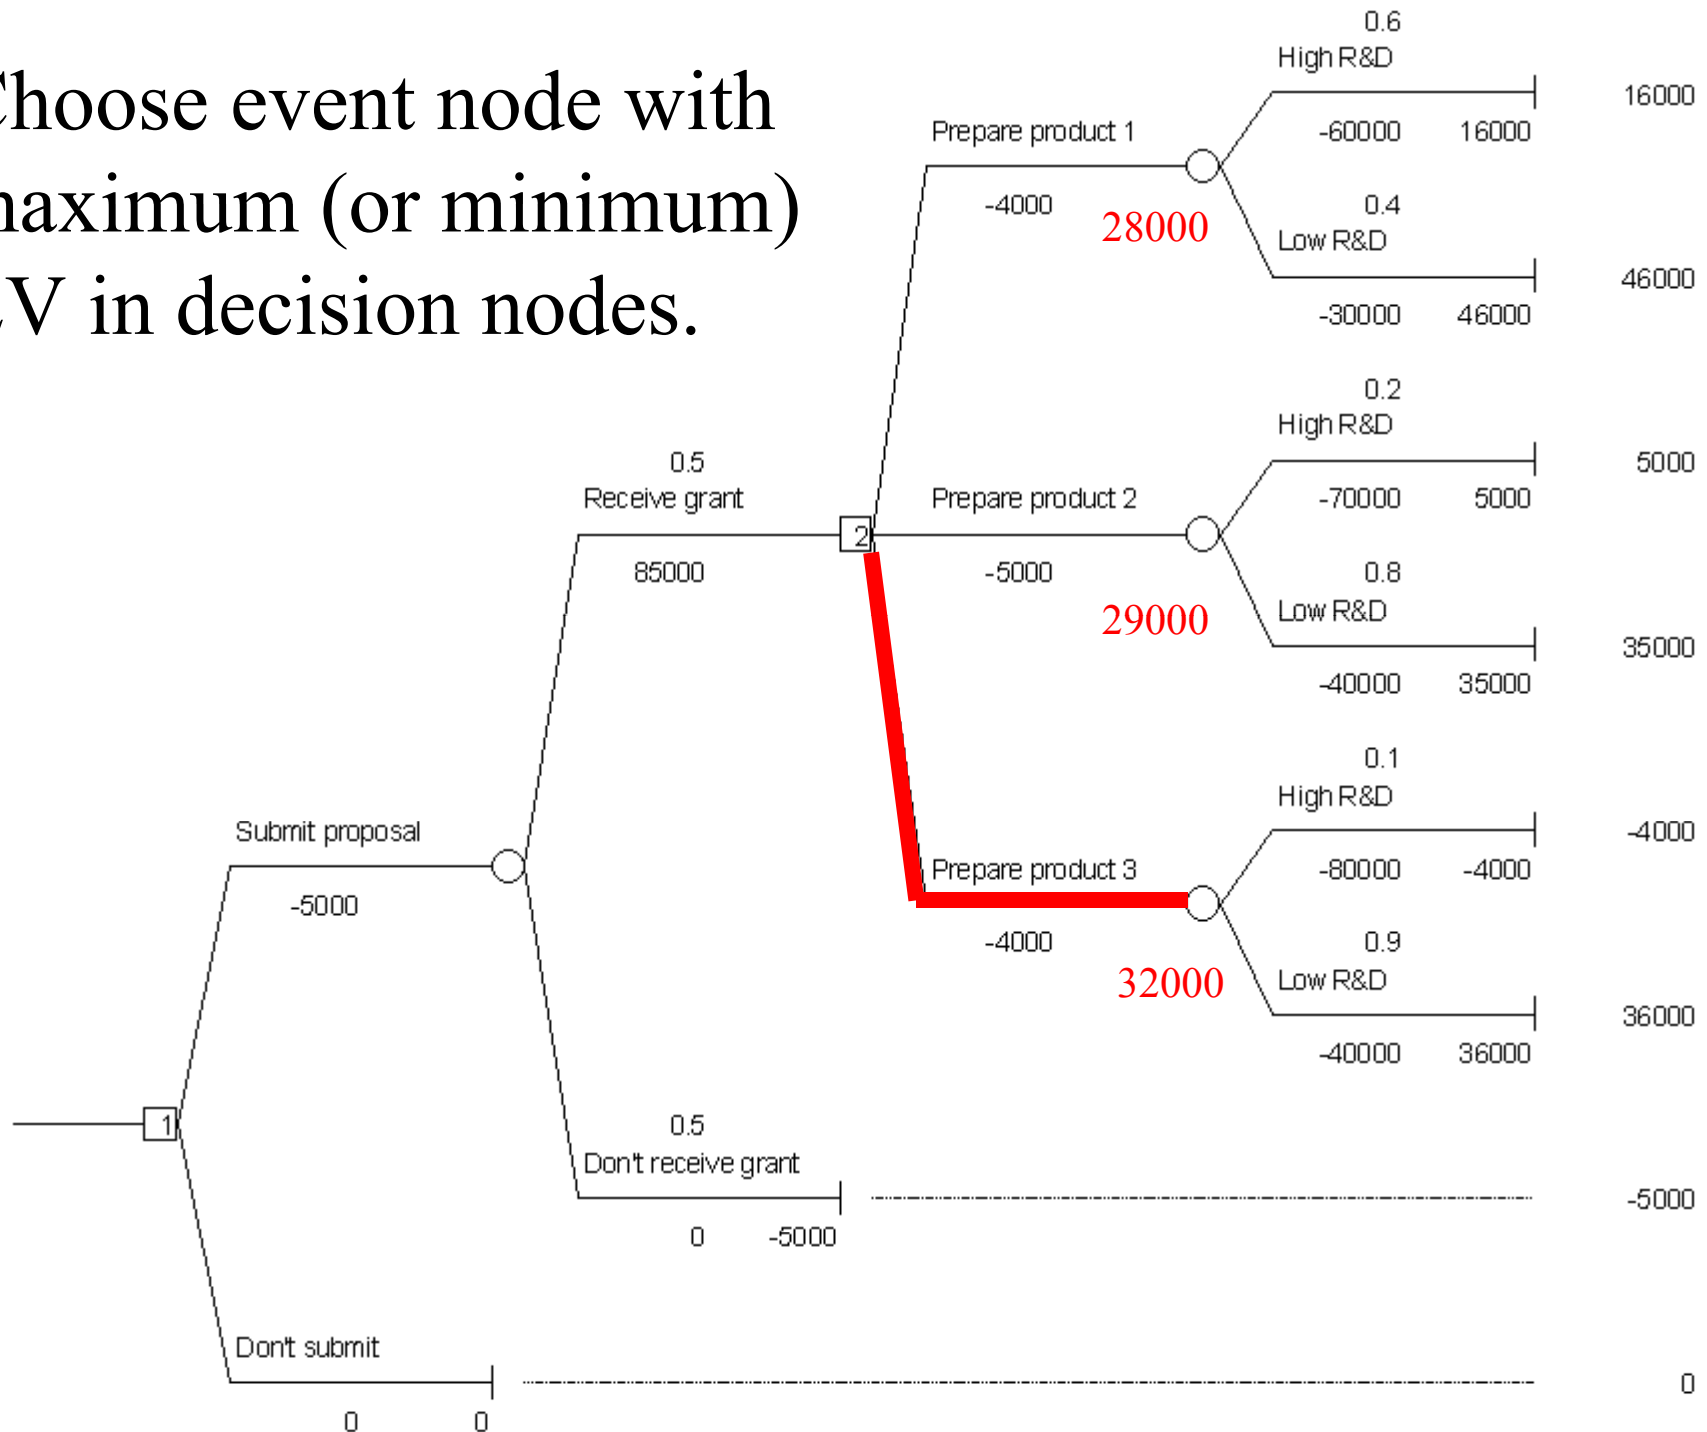 Choose event node with
maximum (or minimum)
EV in decision nodes.
0.6
High R&D
16000
-60000 16000
Prepare product 1
-4000 28000
0.4
Low R&D
46000
-30000 46000
0.2
High R&D
5000
-70000 5000
0.5
Receive grant
85000
2
Prepare product 2
-5000
29000
0.8
Low R&D
35000
-40000 35000
0.1
High R&D
-4000
-80000 -4000
Submit proposal
-5000
Prepare product 3
-4000
32000
0.9
Low R&D
36000
-40000 36000
1
0.5
Don't receive grant
-5000
0 -5000
Don't submit
0
0 0